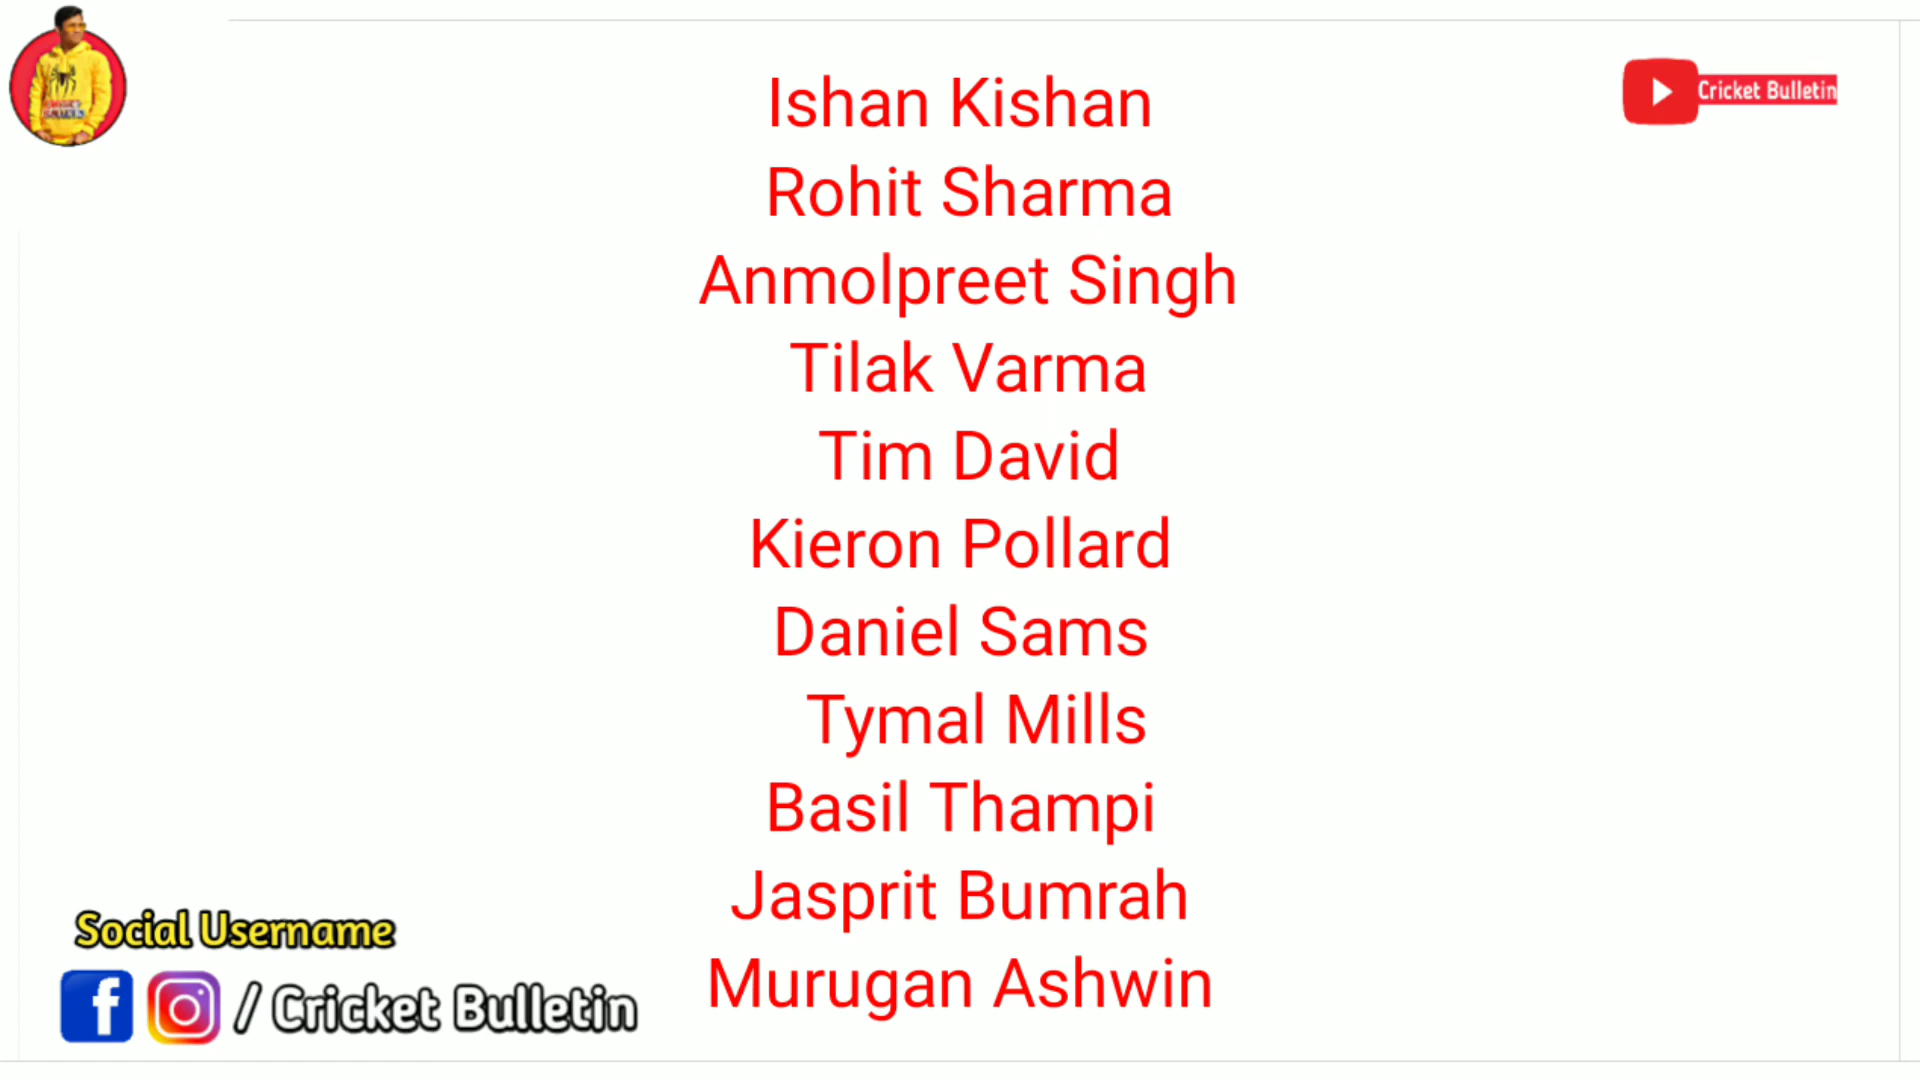 Ishan Kishan
Cricket Bulletin
Rohit Sharma
Anmolpreet Singh
Tilak Varma
Tim David
Kieron Pollard
Daniel Sams
Tymal Mills
Basil Thampi
Jasprit Bumrah
Murugan Ashwin
Social Username
/ Cricket Bulletin